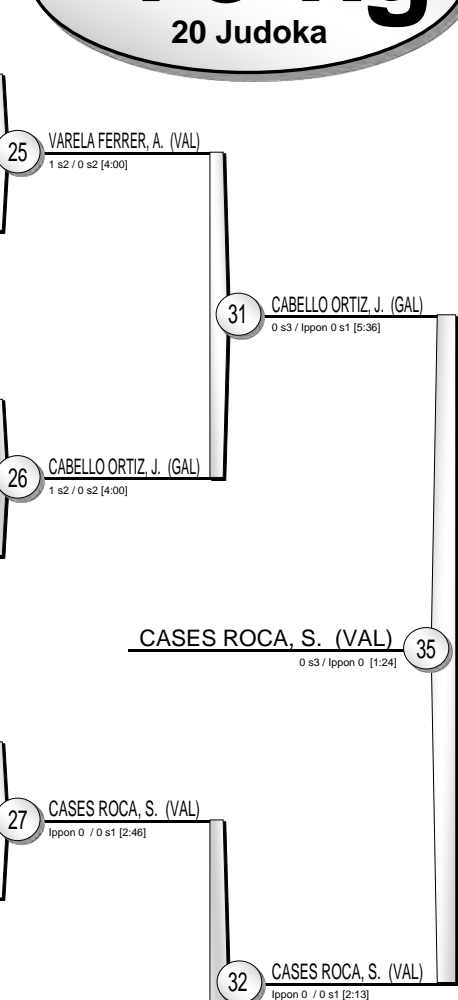 20 Judoka
25
VARELA FERRER, A. (VAL)
1 s2 / 0 s2 [4:00]
31
CABELLO ORTIZ, J. (GAL)
0 s3 / Ippon 0 s1 [5:36]
26
CABELLO ORTIZ, J. (GAL)
1 s2 / 0 s2 [4:00]
CASES ROCA, S. (VAL)
35
0 s3 / Ippon 0 [1:24]
27
CASES ROCA, S. (VAL)
Ippon 0 / 0 s1 [2:46]
32
CASES ROCA, S. (VAL)
Ippon 0 / 0 s1 [2:13]